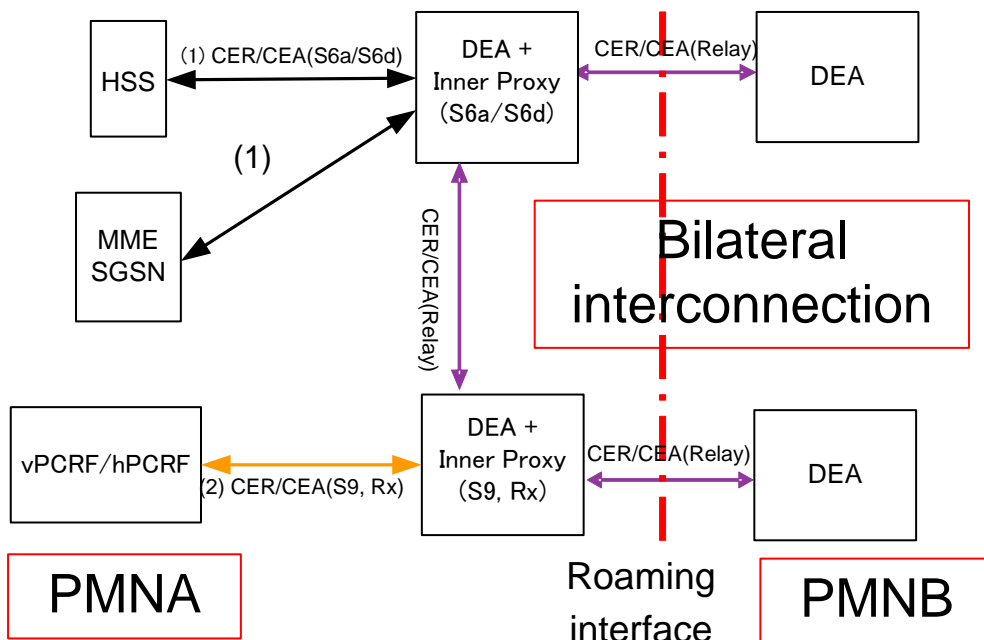 HSS
(1) CER/CEA(S6a/S6d)
DEA +
Inner Proxy
(S6a/S6d)
CER/CEA(Relay)
DEA
(1)
MME
SGSN
CER/CEA(Relay)
Bilateral
interconnection
vPCRF/hPCRF
(2) CER/CEA(S9, Rx)
DEA +
Inner Proxy
(S9, Rx)
CER/CEA(Relay)
DEA
PMNA
Roaming
interface
PMNB